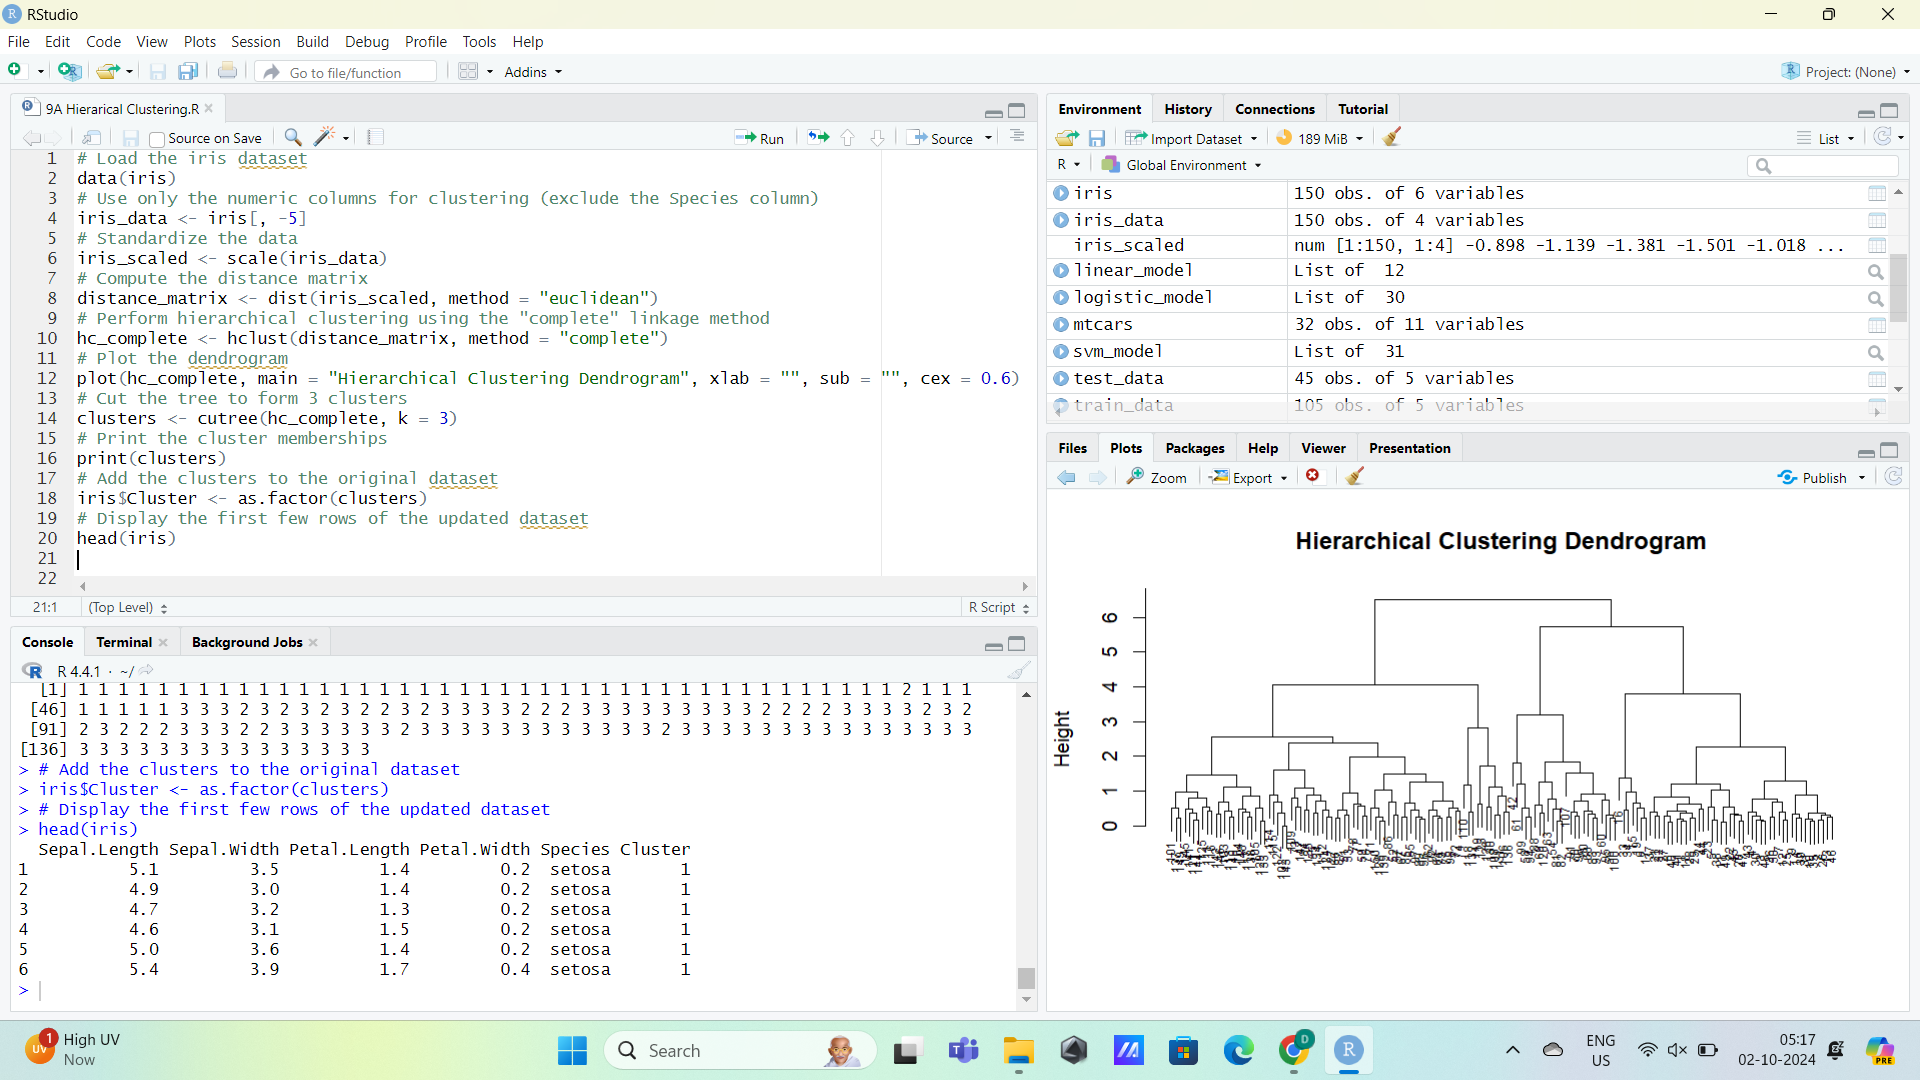 RStudio
File Edit Code View Plots Session Build Debug Profile Tools Help
Go to file/function
Addins
Project: (None)
9A Hierarical Clustering.R
Source on Save
Run
Source
1 # Load the iris dataset
2 data(iris)
3 # Use only the numeric columns for clustering (exclude the Species column)
4 iris_data <- iris[, -5]
5 # Standardize the data
6 iris_scaled <- scale(iris_data)
7 # Compute the distance matrix
8 distance_matrix <- dist(iris_scaled, method = "euclidean")
9 # Perform hierarchical clustering using the "complete" linkage method
10 hc_complete <- hclust(distance_matrix, method = "complete")
11 # Plot the dendrogram
12 plot(hc_complete, main = "Hierarchical Clustering Dendrogram", xlab = "", sub = "", cex = 0.6)
13 # Cut the tree to form 3 clusters
14 clusters <- cutree(hc_complete, k = 3)
15 # Print the cluster memberships
16 print(clusters)
17 # Add the clusters to the original dataset
18 iris$Cluster <- as.factor(clusters)
19 # Display the first few rows of the updated dataset
20 head(iris)
21
22
21:1 (Top Level) R Script
Console Terminal Background Jobs
R 4.4.1 · ~/
[1] 1 1 1 1 1 1 1 1 1 1 1 1 1 1 1 1 1 1 1 1 1 1 1 1 1 1 1 1 1 1 1 1 1 1 1 1 1 1 1 1 1 2 1 1 1
[46] 1 1 1 1 1 3 3 3 2 3 2 3 2 3 2 2 3 2 3 3 3 3 2 2 2 3 3 3 3 3 3 3 3 3 2 2 2 2 3 3 3 3 2 3 2
[91] 2 3 2 2 2 3 3 3 2 2 3 3 3 3 3 3 2 3 3 3 3 3 3 3 3 3 3 3 3 2 3 3 3 3 3 3 3 3 3 3 3 3 3 3 3
[136] 3 3 3 3 3 3 3 3 3 3 3 3 3 3 3
> # Add the clusters to the original dataset
> iris$Cluster <- as.factor(clusters)
> # Display the first few rows of the updated dataset
> head(iris)
Sepal.Length Sepal.Width Petal.Length Petal.Width Species Cluster
1 5.1 3.5 1.4 0.2 setosa 1
2 4.9 3.0 1.4 0.2 setosa 1
3 4.7 3.2 1.3 0.2 setosa 1
4 4.6 3.1 1.5 0.2 setosa 1
5 5.0 3.6 1.4 0.2 setosa 1
6 5.4 3.9 1.7 0.4 setosa 1
>
Environment History Connections Tutorial
Import Dataset 189 MiB List
R Global Environment
iris 150 obs. of 6 variables
iris_data 150 obs. of 4 variables
iris_scaled num [1:150, 1:4] -0.898 -1.139 -1.381 -1.501 -1.018 ...
linear_model List of 12
logistic_model List of 30
mtcars 32 obs. of 11 variables
svm_model List of 31
test_data 45 obs. of 5 variables
train_data 105 obs. of 5 variables
Files Plots Packages Help Viewer Presentation
Zoom Export Publish
Hierarchical Clustering Dendrogram
Height
6
5
4
3
2
1
0
42
61
107
110
16
High UV
Now
Search
ENG
US
05:17
02-10-2024